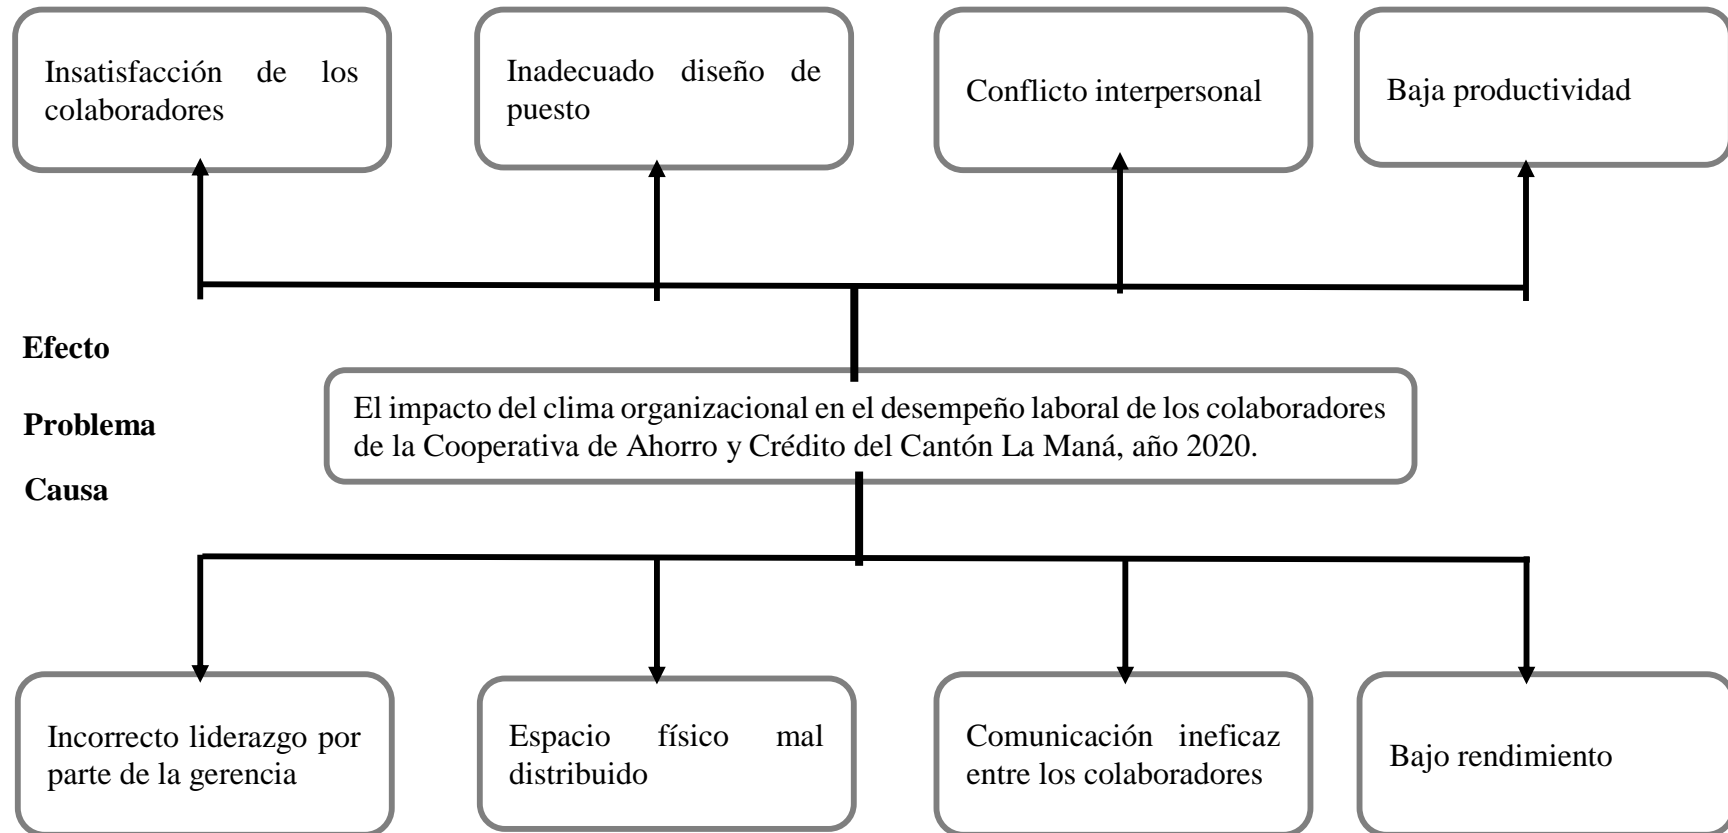 Insatisfacción de los
colaboradores
Inadecuado diseño de
puesto
Conflicto interpersonal
Baja productividad
Efecto
Problema
El impacto del clima organizacional en el desempeño laboral de los colaboradores
de la Cooperativa de Ahorro y Crédito del Cantón La Maná, año 2020.
Causa
Incorrecto liderazgo por
parte de la gerencia
Espacio físico mal
distribuido
Comunicación ineficaz
entre los colaboradores
Bajo rendimiento